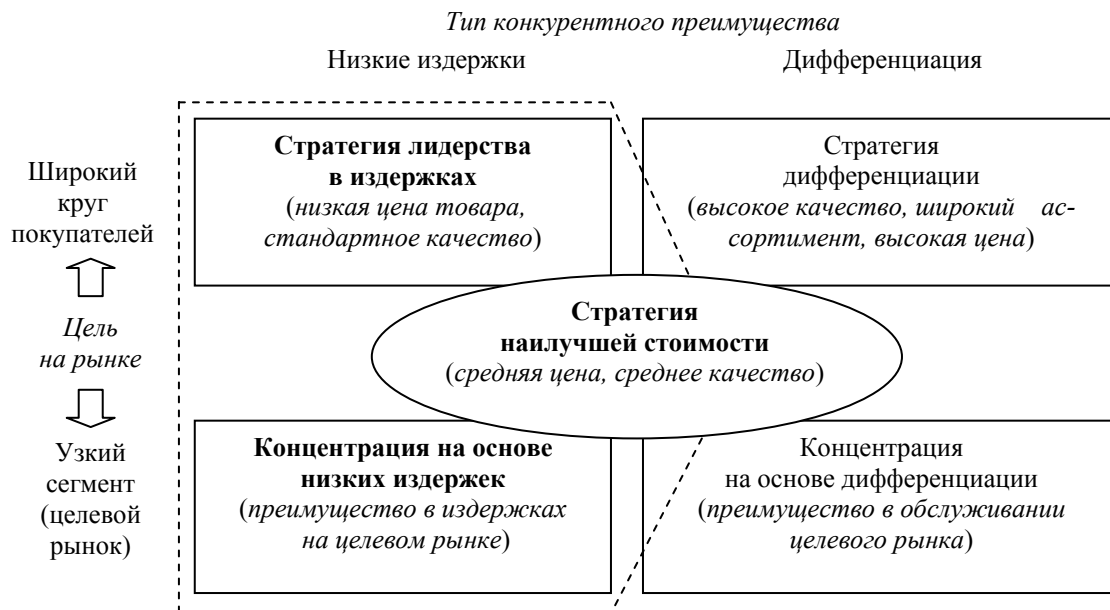 Тип конкурентного преимущества
Низкие издержки
Дифференциация
Широкий
круг
покупателей
Стратегия лидерства
в издержках
(низкая цена товара,
стандартное качество)
Стратегия
дифференциации
(высокое качество, широкий ас-
сортимент, высокая цена)
Цель
на рынке
Стратегия
наилучшей стоимости
(средняя цена, среднее качество)
Узкий
сегмент
(целевой
рынок)
Концентрация на основе
низких издержек
(преимущество в издержках
на целевом рынке)
Концентрация
на основе дифференциации
(преимущество в обслуживании
целевого рынка)